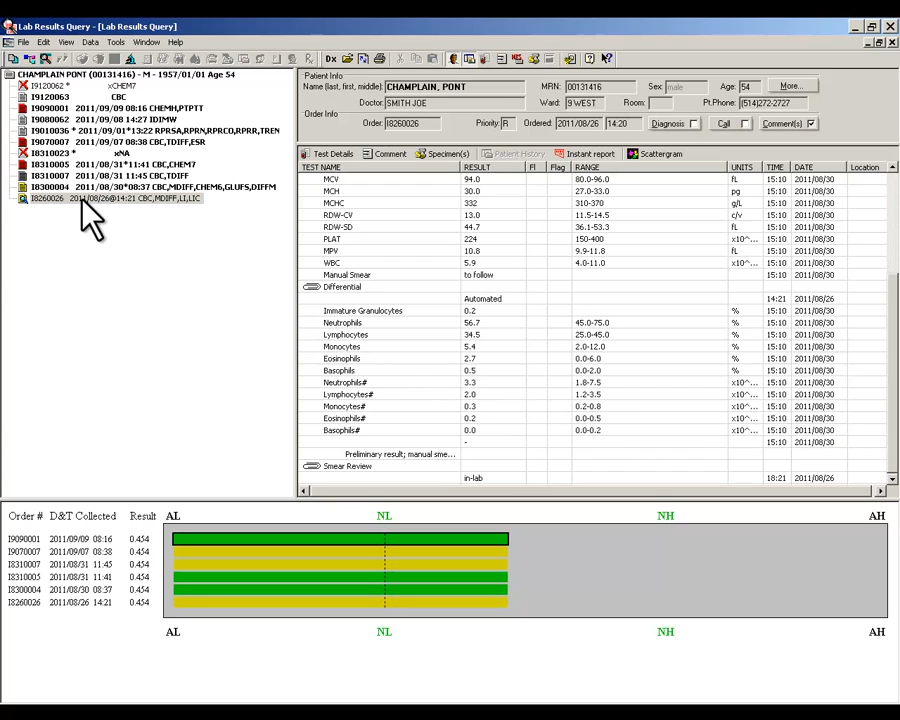 Lab Results Query - [Lab Results Query]
File Edit View Data Tools Window Help
Dx
CHAMPLAIN PONT (00131416) - M - 1957/01/01 Age 54
I9120062 * xCHEM7
I9120063 CBC
I9090001 2011/09/09 08:16 CHEMH,PTPTT
I9080062 2011/09/08 14:27 IDIMW
I9010036 * 2011/09/01*13:22 RPRSA,RPRN,RPRCO,RPRR,TREN
I9070007 2011/09/07 08:38 CBC,TDIFF,ESR
I8310023 * xNA
I8310005 2011/08/31*11:41 CBC,CHEM7
I8310007 2011/08/31 11:45 CBC,TDIFF
I8300004 2011/08/30*08:37 CBC,MDIFF,CHEM6,GLUFS,DIFFM
I8260026 2011/08/26@14:21 CBC,MDIFF,LI,LIC
Patient Info
Name (last, first, middle): CHAMPLAIN, PONT MRN: 00131416 Sex: male Age: 54 More...
Doctor: SMITH JOE Ward: 9 WEST Room: Pt.Phone: (514)272-2727
Order Info
Order: I8260026 Priority: R Ordered: 2011/08/26 14:20 Diagnosis Call Comment(s)
Test Details Comment Specimen(s) Patient History Instant report Scattergram
TEST NAME RESULT Fl Flag RANGE UNITS TIME DATE Location
MCV 94.0 80.0-96.0 fL 15:10 2011/08/30
MCH 30.0 27.0-33.0 pg 15:10 2011/08/30
MCHC 332 310-370 g/L 15:10 2011/08/30
RDW-CV 13.0 11.5-14.5 c/v 15:10 2011/08/30
RDW-SD 44.7 36.1-53.3 fL 15:10 2011/08/30
PLAT 224 150-400 x10^... 15:10 2011/08/30
MPV 10.8 9.9-11.8 fL 15:10 2011/08/30
WBC 5.9 4.0-11.0 x10^... 15:10 2011/08/30
Manual Smear to follow 15:10 2011/08/30
Differential
Automated 14:21 2011/08/26
Immature Granulocytes 0.2 % 15:10 2011/08/30
Neutrophils 56.7 45.0-75.0 % 15:10 2011/08/30
Lymphocytes 34.5 25.0-45.0 % 15:10 2011/08/30
Monocytes 5.4 2.0-12.0 % 15:10 2011/08/30
Eosinophils 2.7 0.0-6.0 % 15:10 2011/08/30
Basophils 0.5 0.0-2.0 % 15:10 2011/08/30
Neutrophils# 3.3 1.8-7.5 x10^... 15:10 2011/08/30
Lymphocytes# 2.0 1.2-3.5 x10^... 15:10 2011/08/30
Monocytes# 0.3 0.2-0.8 x10^... 15:10 2011/08/30
Eosinophils# 0.2 0.0-0.5 x10^... 15:10 2011/08/30
Basophils# 0.0 0.0-0.2 x10^... 15:10 2011/08/30
- 15:10 2011/08/30
Preliminary result; manual sme...
Smear Review
in-lab 18:21 2011/08/26
Order # D&T Collected Result AL NL NH AH
I9090001 2011/09/09 08:16 0.454
I9070007 2011/09/07 08:38 0.454
I8310007 2011/08/31 11:45 0.454
I8310005 2011/08/31 11:41 0.454
I8300004 2011/08/30 08:37 0.454
I8260026 2011/08/26 14:21 0.454
AL NL NH AH